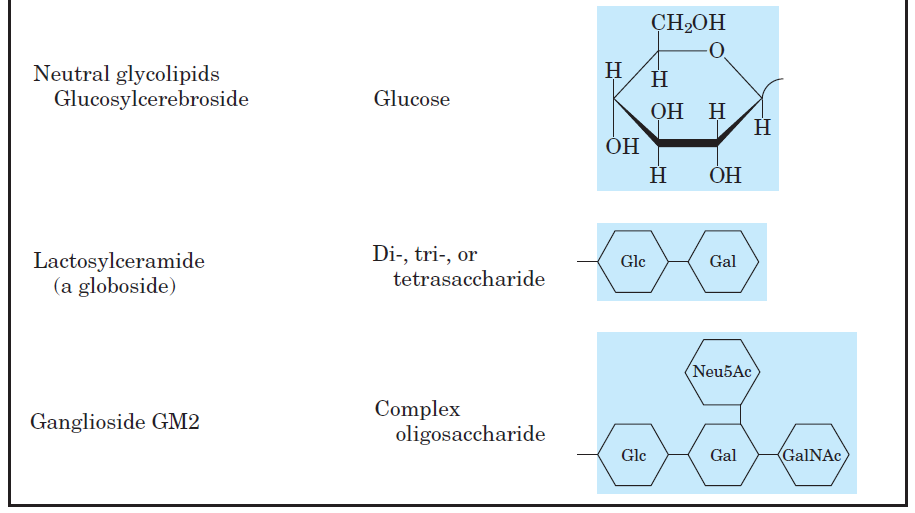 CH₂OH
O
Neutral glycolipids
Glucosylcerebroside
Glucose
H
H
OH
H
H
OH
H
OH
Lactosylceramide
(a globoside)
Di-, tri-, or
tetrasaccharide
Glc
Gal
Neu5Ac
Ganglioside GM2
Complex
oligosaccharide
Glc
Gal
GalNAc